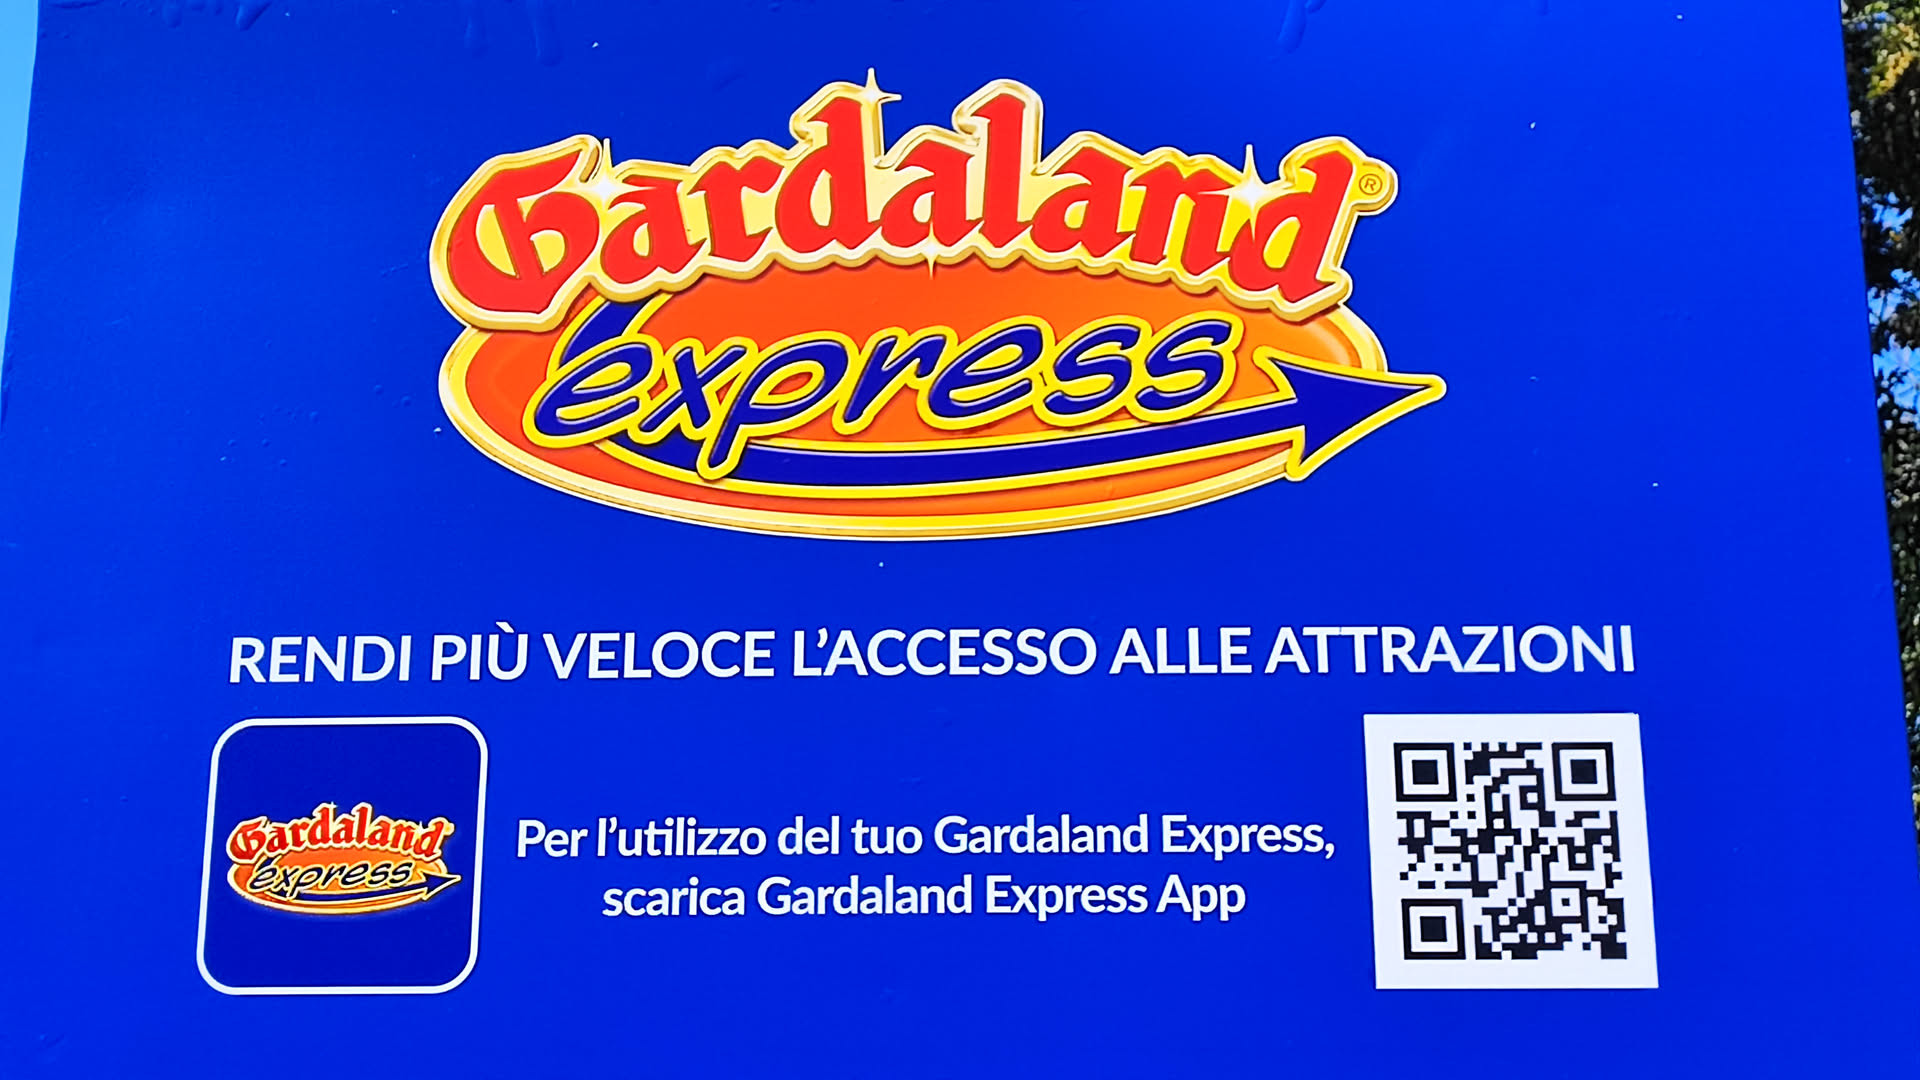 Gardaland®
express
RENDI PIÙ VELOCE L’ACCESSO ALLE ATTRAZIONI
Gardaland
express
Per l’utilizzo del tuo Gardaland Express,
scarica Gardaland Express App